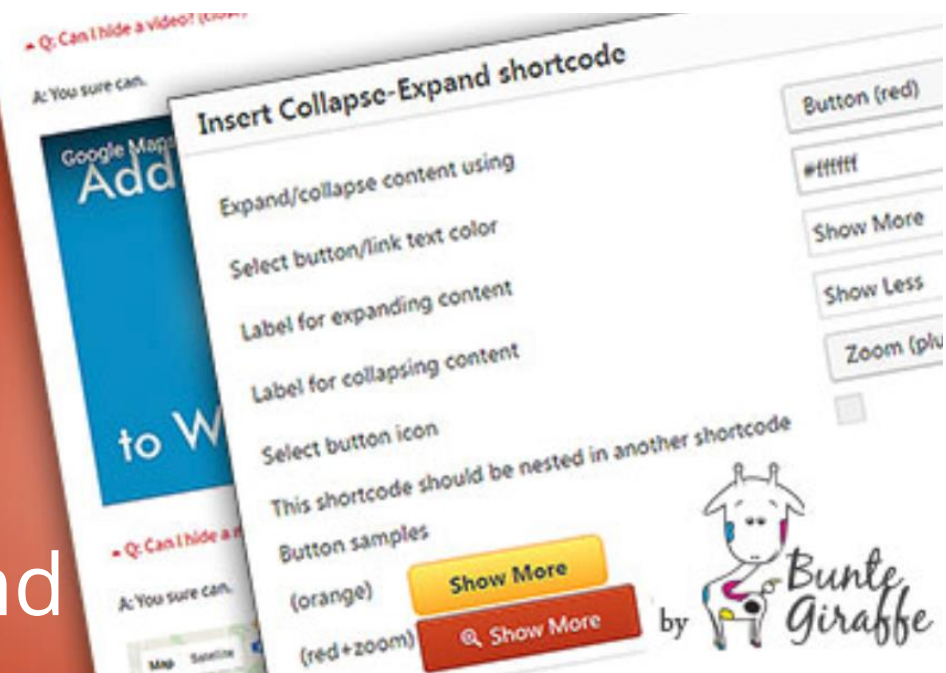 Q: Can I hide a video?
A: You sure can.
Google Maps
Add
to W
Q: Can I hide a
A: You sure can.
Map Satellite
nd
Insert Collapse-Expand shortcode
Expand/collapse content using
Button (red)
Select button/link text color
#ffffff
Label for expanding content
Show More
Label for collapsing content
Show Less
Select button icon
Zoom (plu
This shortcode should be nested in another shortcode
Button samples
(orange)
Show More
(red+zoom)
Show More
by
Bunte
Giraffe